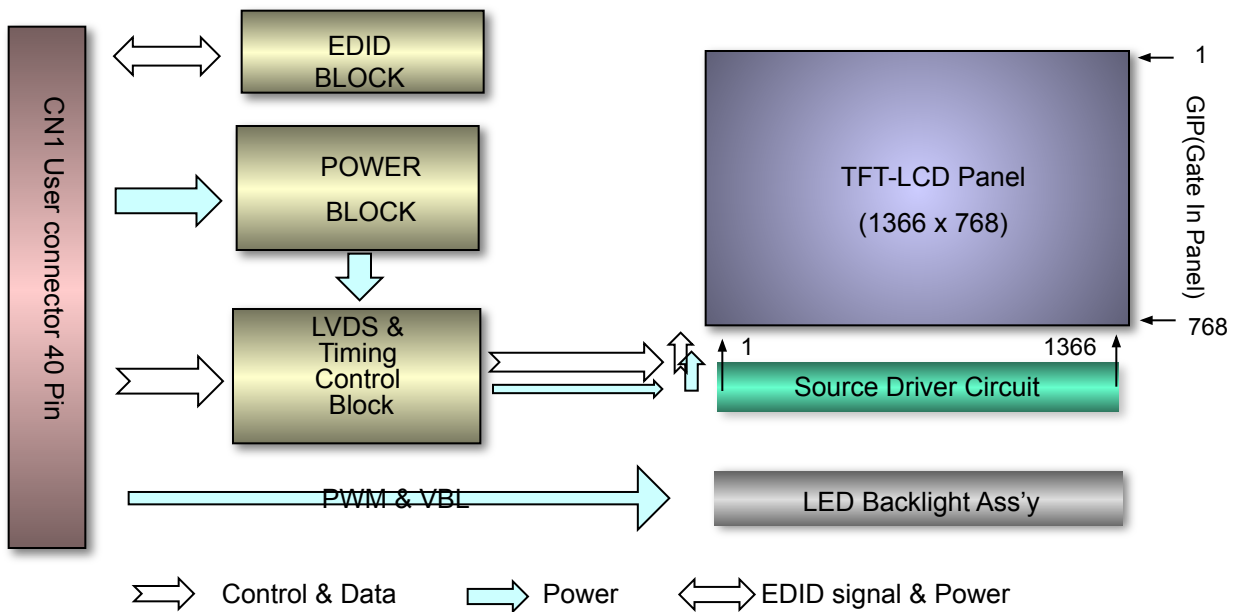 CN1 User connector 40 Pin
EDID
BLOCK
POWER
BLOCK
LVDS &
Timing
Control
Block
PWM & VBL
TFT-LCD Panel
(1366 x 768)
1
GIP(Gate In Panel)
768
1
1366
Source Driver Circuit
LED Backlight Ass’y
Control & Data
Power
EDID signal & Power